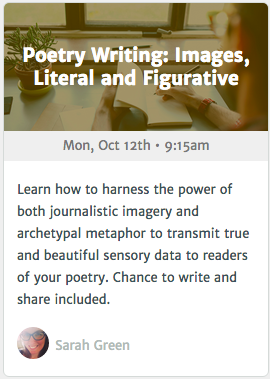 Poetry Writing: Images,
Literal and Figurative
Mon, Oct 12th • 9:15am
Learn how to harness the power of
both journalistic imagery and
archetypal metaphor to transmit true
and beautiful sensory data to readers
of your poetry. Chance to write and
share included.
Sarah Green